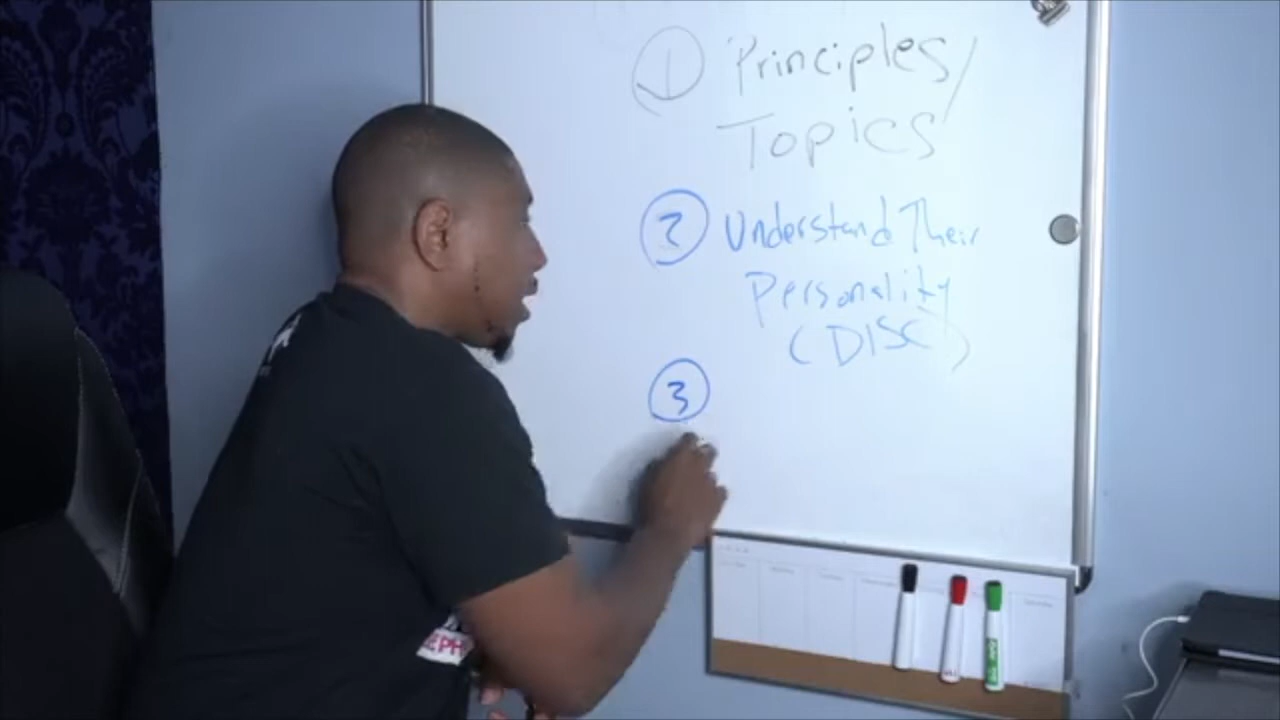 ① Principles/
Topics
② Understand Their
Personality
(DISC)
③